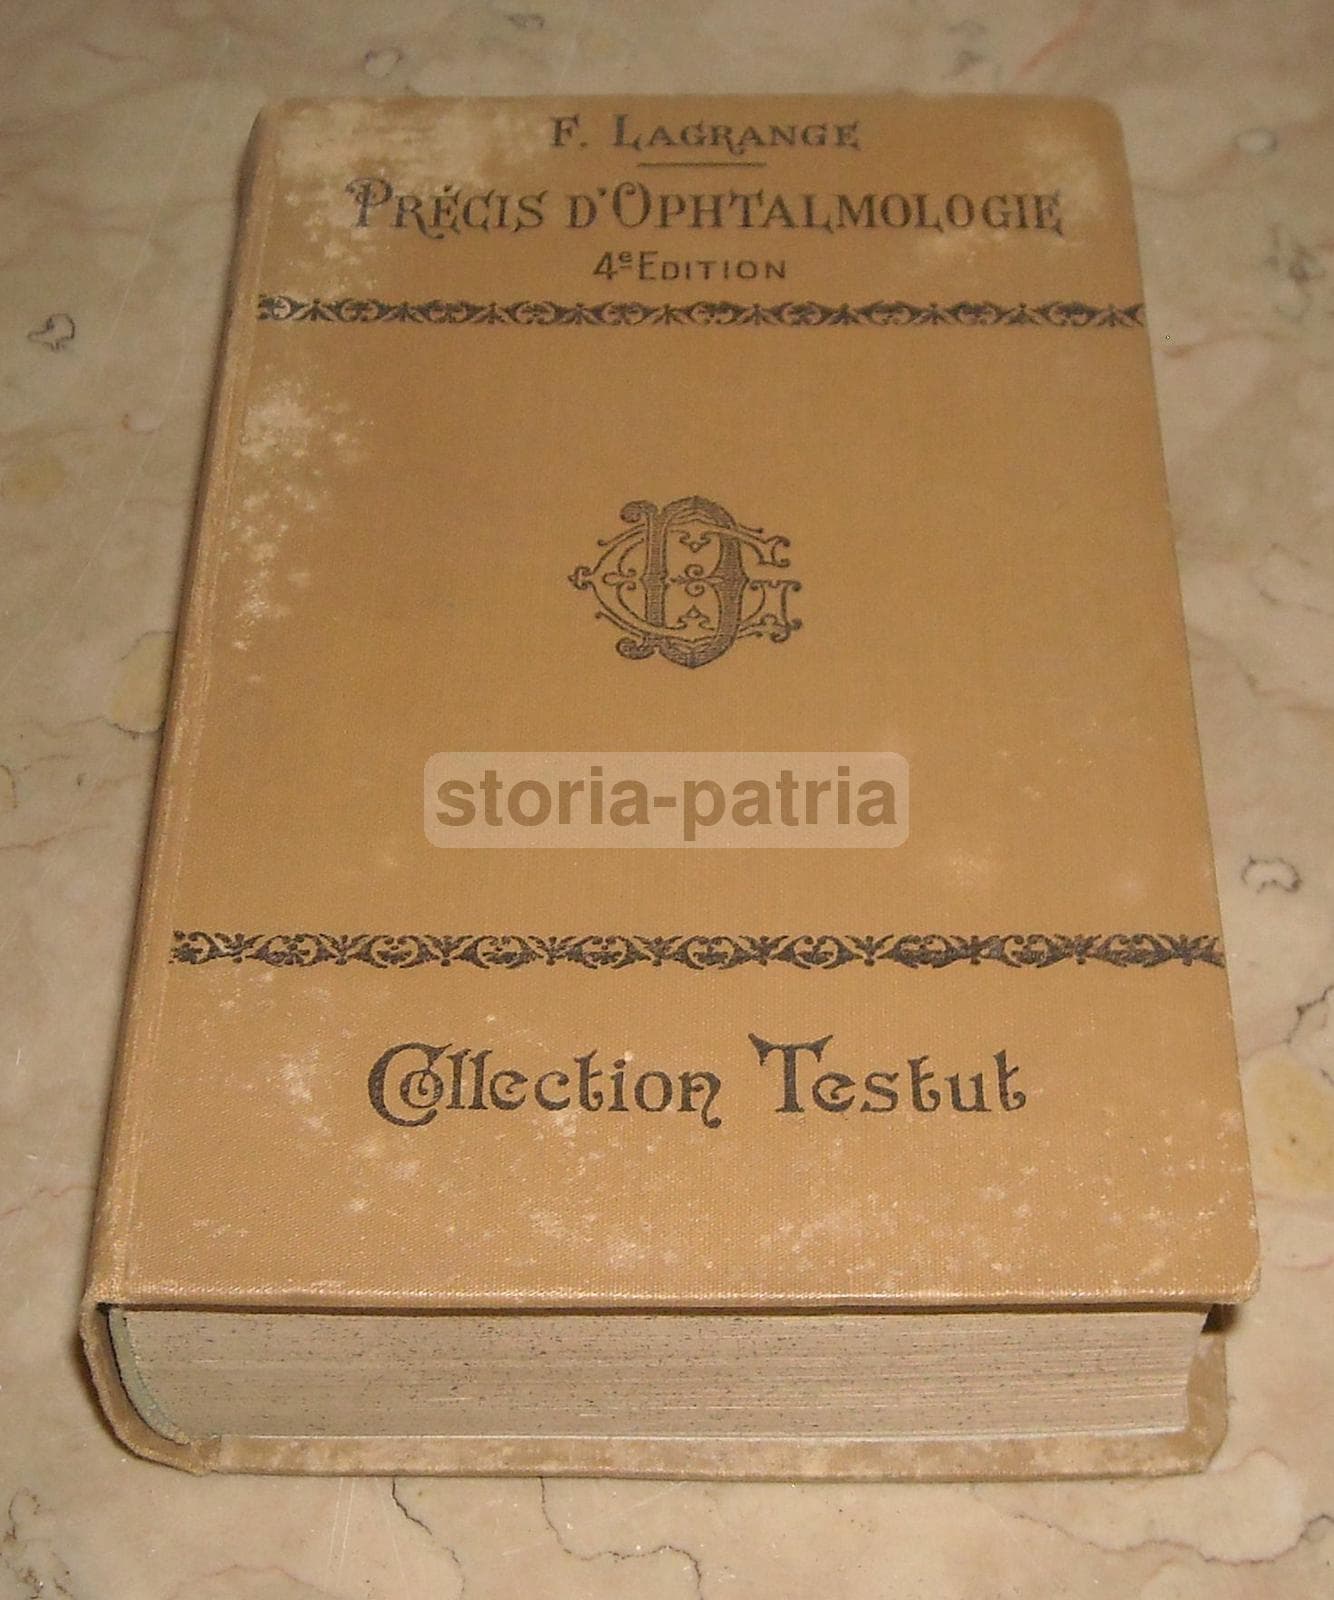 F. LAGRANGE
PRÉCIS D'OPHTALMOLOGIE
4e EDITION
storia-patria
Collection Testut